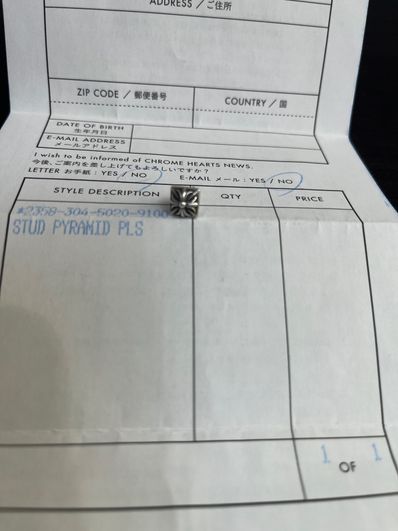 ADDRESS / ご住所
ZIP CODE / 郵便番号
COUNTRY / 国
DATE OF BIRTH
生年月日
E-MAIL ADDRESS
メールアドレス
I wish to be informed of CHROME HEARTS NEWS.
今後、ご案内を差し上げてもよろしいですか?
LETTER お手紙 : YES / NO E-MAIL メール : YES / NO
STYLE DESCRIPTION QTY PRICE
*2358-304-5020-9100
STUD PYRAMID PLS
1 OF 1